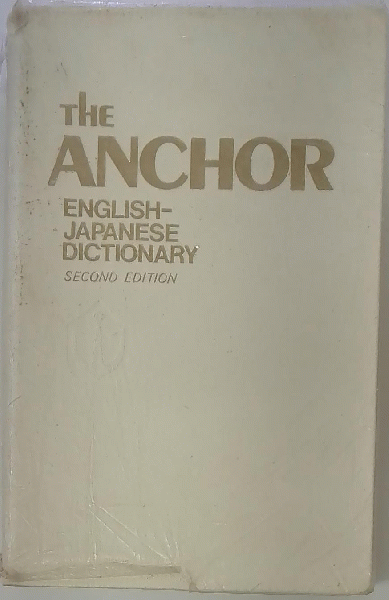 THE
ANCHOR
ENGLISH-
JAPANESE
DICTIONARY
SECOND EDITION